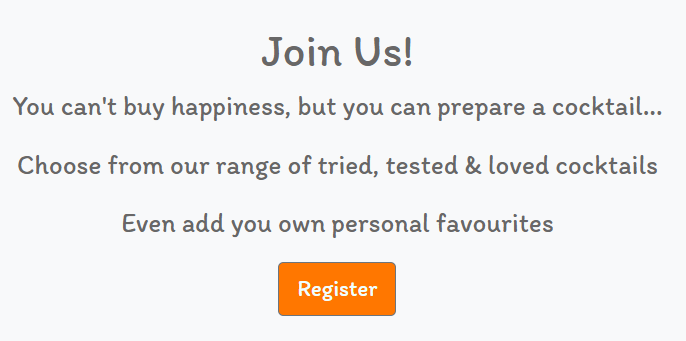 Join Us!
You can't buy happiness, but you can prepare a cocktail...
Choose from our range of tried, tested & loved cocktails
Even add you own personal favourites
Register